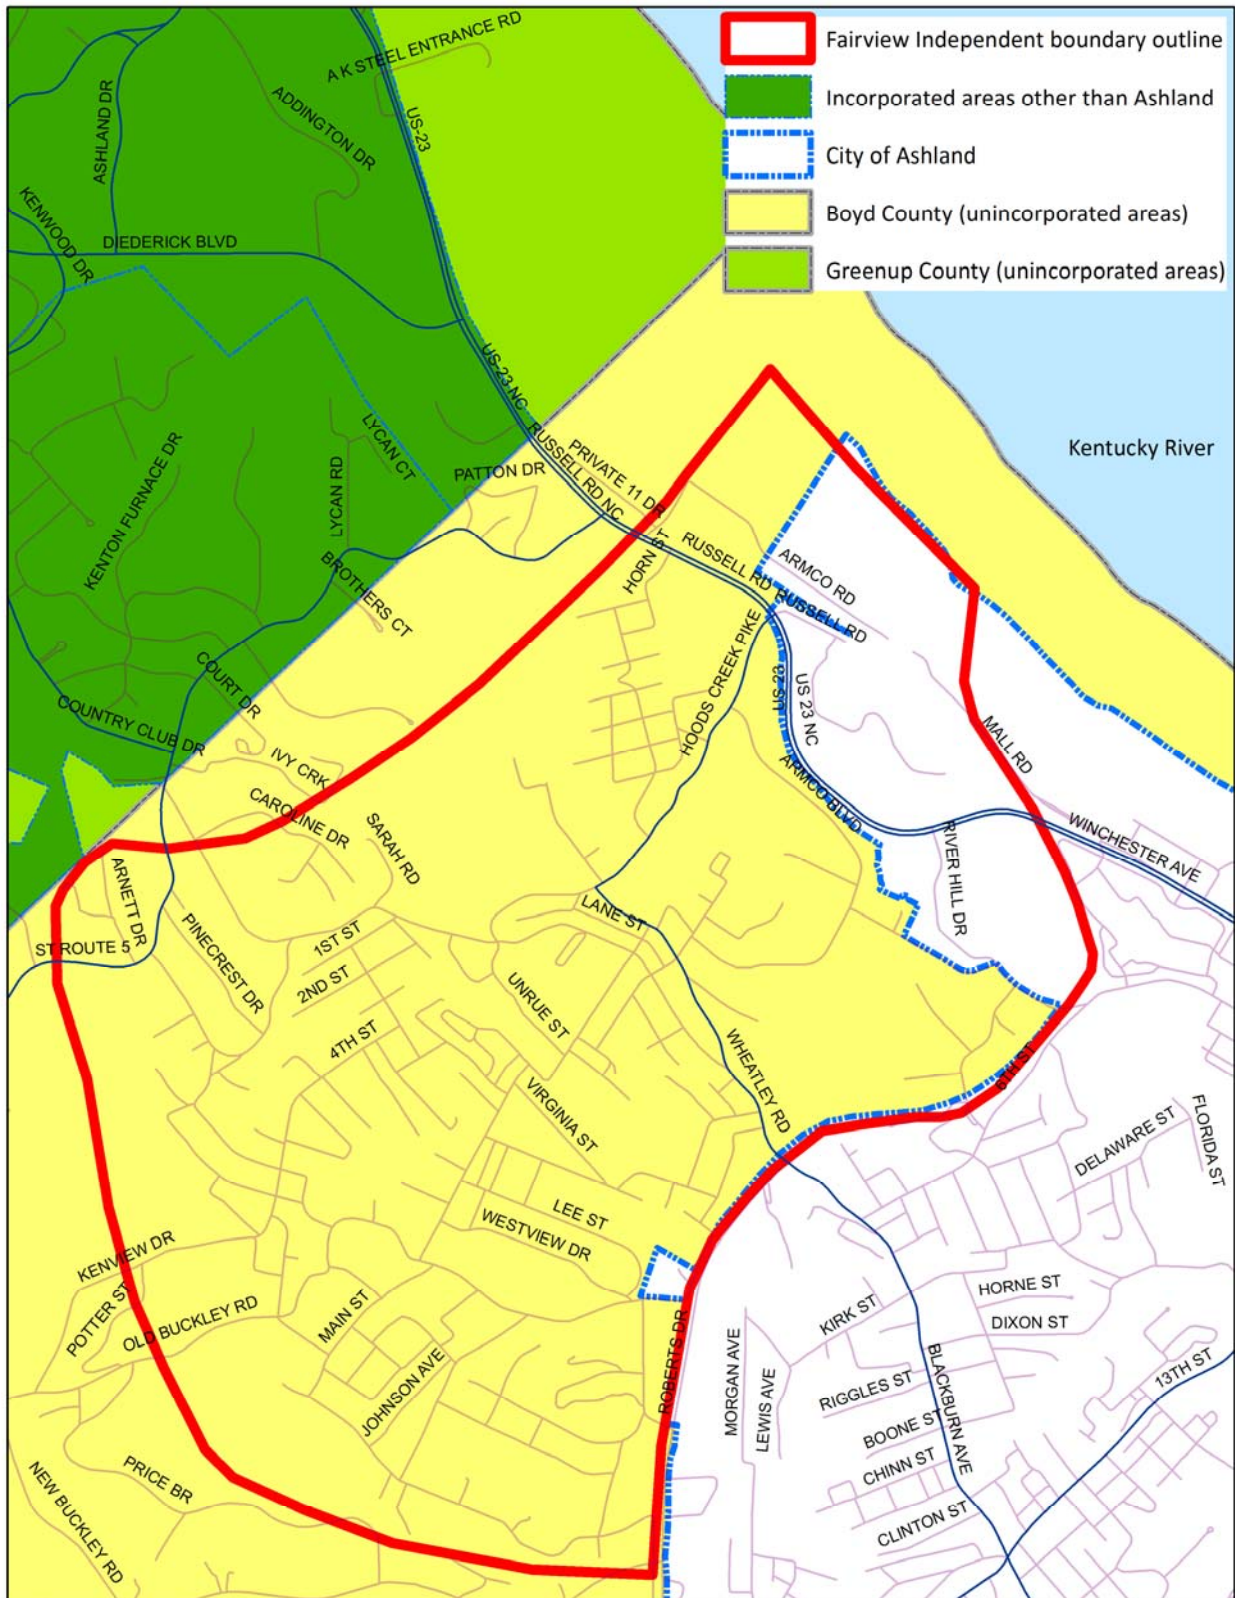 Fairview Independent boundary outline
Incorporated areas other than Ashland
City of Ashland
Boyd County (unincorporated areas)
Greenup County (unincorporated areas)
A K STEEL ENTRANCE RD
US-23
ADDINGTON DR
ASHLAND DR
KENWOOD DR
DIEDERICK BLVD
US-23 NC
RUSSELL RD NC
PRIVATE 11 DR
PATTON DR
LYCAN CT
LYCAN RD
KENTON FURNACE DR
BROTHERS CT
Kentucky River
HORN ST
RUSSELL RD
ARMCO RD
RUSSELL RD
HOODS CREEK PIKE
US 23
US 23 NC
COURT DR
COUNTRY CLUB DR
IVY CRK
CAROLINE DR
SARAH RD
MALL RD
ARMCO BLVD
WINCHESTER AVE
RIVER HILL DR
ARNETT DR
ST ROUTE 5
PINECREST DR
1ST ST
2ND ST
4TH ST
LANE ST
UNRUE ST
WHEATLEY RD
VIRGINIA ST
6TH ST
FLORIDA ST
DELAWARE ST
LEE ST
WESTVIEW DR
KENVIEW DR
POTTER ST
OLD BUCKLEY RD
MAIN ST
JOHNSON AVE
ROBERTS DR
MORGAN AVE
LEWIS AVE
KIRK ST
HORNE ST
DIXON ST
RIGGLES ST
BLACKBURN AVE
13TH ST
BOONE ST
CHINN ST
CLINTON ST
PRICE BR
NEW BUCKLEY RD